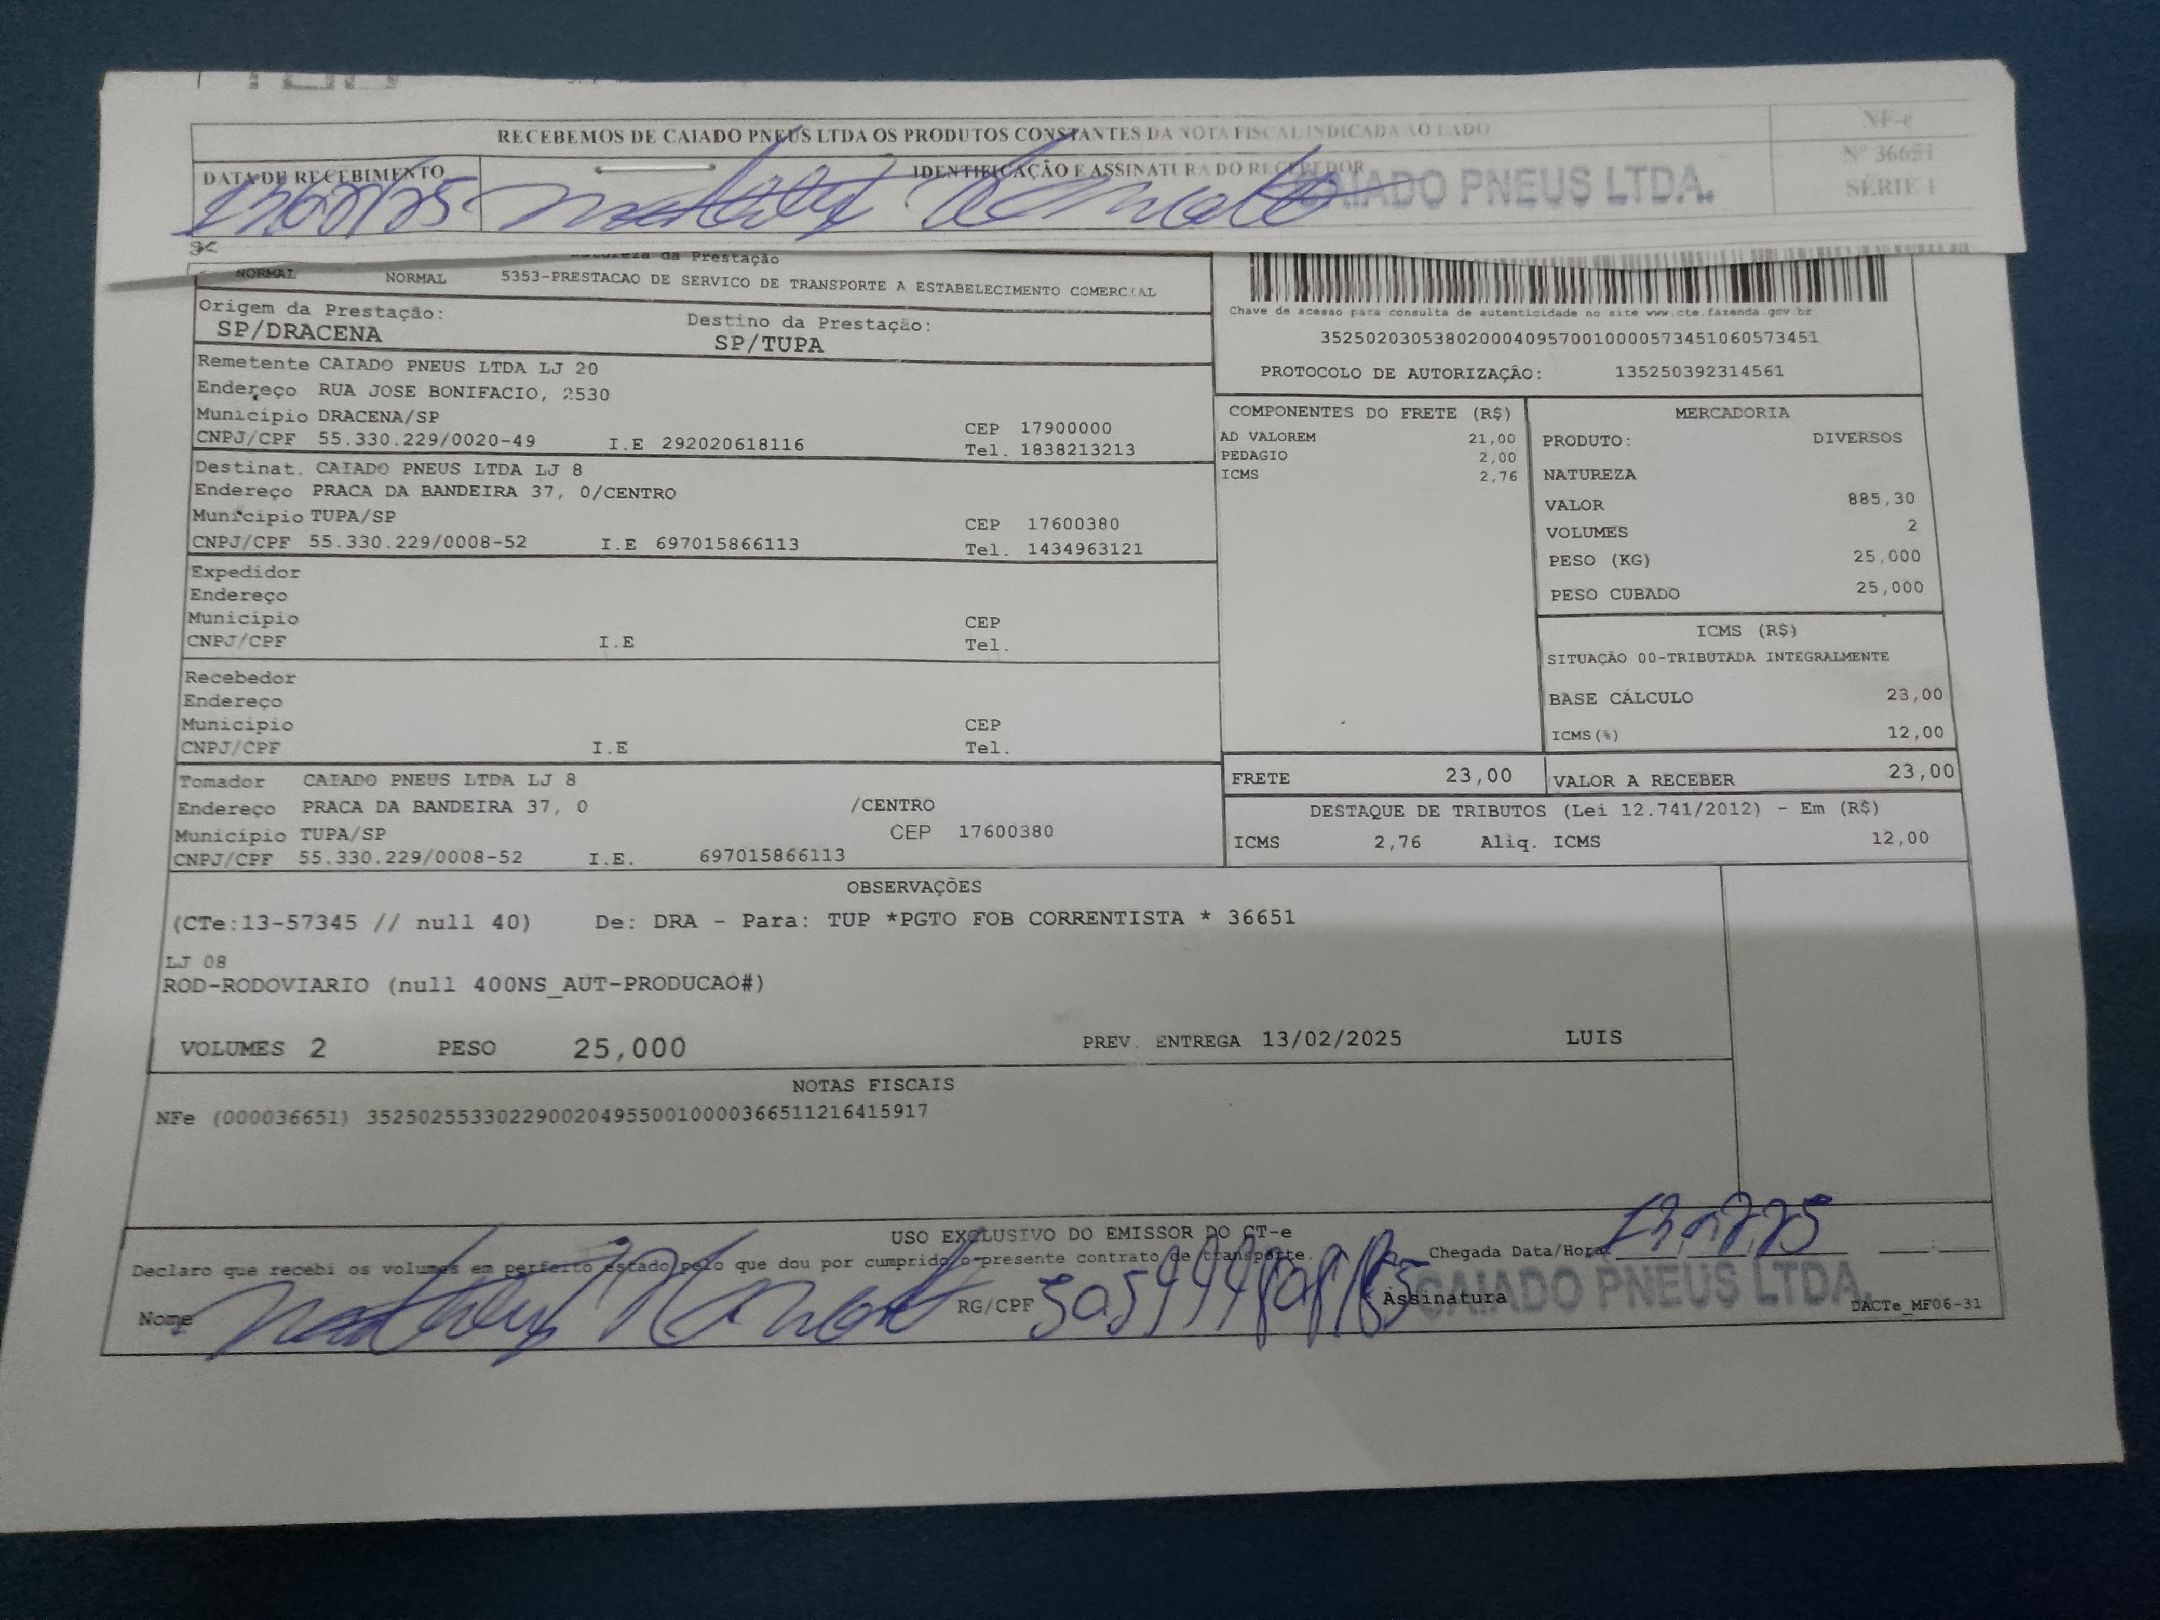 RECEBEMOS DE CAIADO PNEUS LTDA OS PRODUTOS CONSTANTES DA NOTA FISCAL INDICADA AO LADO
NF-e
Nº 36651
SÉRIE 1
DATA DE RECEBIMENTO
IDENTIFICAÇÃO E ASSINATURA DO RECEBEDOR
CAIADO PNEUS LTDA.
Natureza da Prestação
NORMAL NORMAL 5353-PRESTACAO DE SERVICO DE TRANSPORTE A ESTABELECIMENTO COMERCIAL
Origem da Prestação:
SP/DRACENA
Destino da Prestação:
SP/TUPA
Chave de acesso para consulta de autenticidade no site www.cte.fazenda.gov.br
35250203053802000409570010000573451060573451
PROTOCOLO DE AUTORIZAÇÃO: 135250392314561
Remetente CAIADO PNEUS LTDA LJ 20
Endereço RUA JOSE BONIFACIO, 2530
Município DRACENA/SP CEP 17900000
CNPJ/CPF 55.330.229/0020-49 I.E 292020618116 Tel. 1838213213
Destinat. CAIADO PNEUS LTDA LJ 8
Endereço PRACA DA BANDEIRA 37, 0/CENTRO
Município TUPA/SP CEP 17600380
CNPJ/CPF 55.330.229/0008-52 I.E 697015866113 Tel. 1434963121
Expedidor
Endereço
Município CEP
CNPJ/CPF I.E Tel.
Recebedor
Endereço
Município CEP
CNPJ/CPF I.E Tel.
Tomador CAIADO PNEUS LTDA LJ 8
Endereço PRACA DA BANDEIRA 37, 0 /CENTRO
Município TUPA/SP CEP 17600380
CNPJ/CPF 55.330.229/0008-52 I.E. 697015866113
COMPONENTES DO FRETE (R$)
AD VALOREM 21,00
PEDAGIO 2,00
ICMS 2,76
MERCADORIA
PRODUTO: DIVERSOS
NATUREZA
VALOR 885,30
VOLUMES 2
PESO (KG) 25,000
PESO CUBADO 25,000
ICMS (R$)
SITUAÇÃO 00-TRIBUTADA INTEGRALMENTE
BASE CÁLCULO 23,00
ICMS(%) 12,00
FRETE 23,00 VALOR A RECEBER 23,00
DESTAQUE DE TRIBUTOS (Lei 12.741/2012) - Em (R$)
ICMS 2,76 Aliq. ICMS 12,00
OBSERVAÇÕES
(CTe:13-57345 // null 40) De: DRA - Para: TUP *PGTO FOB CORRENTISTA * 36651
LJ 08
ROD-RODOVIARIO (null 400NS_AUT-PRODUCAO#)
VOLUMES 2 PESO 25,000 PREV. ENTREGA 13/02/2025 LUIS
NOTAS FISCAIS
NFe (000036651) 35250255330229002049550010000366511216415917
USO EXCLUSIVO DO EMISSOR DO CT-e
Declaro que recebi os volumes em perfeito estado pelo que dou por cumprido o presente contrato de transporte.
Chegada Data/Hora
Nome RG/CPF Assinatura
CAIADO PNEUS LTDA.
DACTe_MF06-31